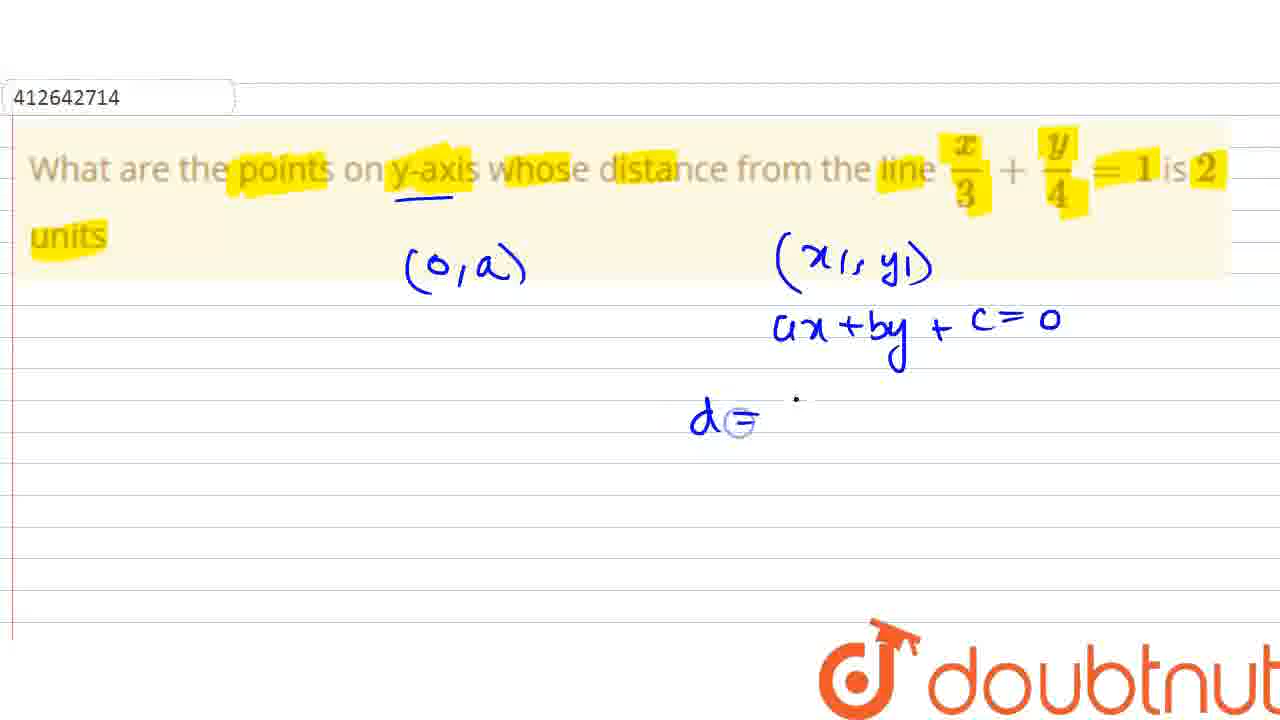 412642714
What are the points on y-axis whose distance from the line x/3 + y/4 = 1 is 2
units
(0, a)
(x1, y1)
ax + by + c = 0
d =
doubtnut